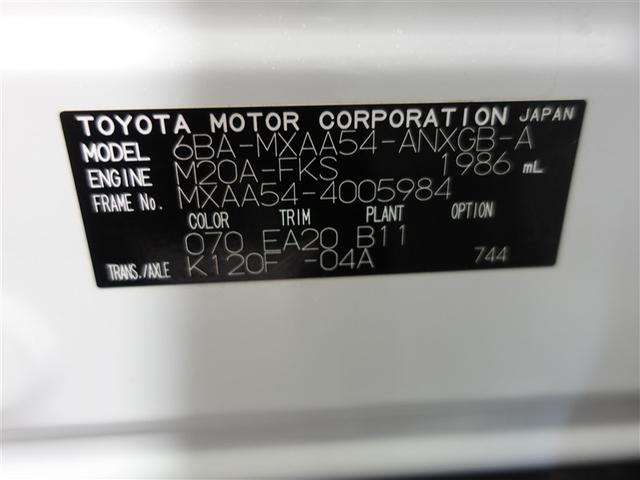 TOYOTA MOTOR CORPORATION JAPAN
MODEL 6BA-MXAA54-ANXGB-A
ENGINE M20A-FKS 1986 mL
FRAME No. MXAA54-4005984
COLOR TRIM PLANT OPTION
070 EA20 B11
TRANS./AXLE K120F -04A 744